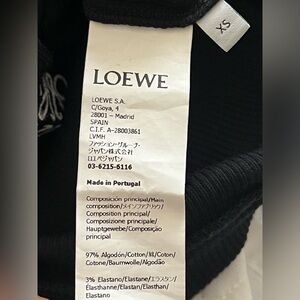 XS
LOEWE
LOEWE S.A.
C/Goya, 4
28001 - Madrid
SPAIN
C.I.F. A-28003861
LVMH
ファッション・グループ
ジャパン株式会社
ロエベジャパン
03-6215-6116
Made in Portugal
Composición principal/Main
composition/メインファブリック/
Composition principal/
Composizione principale/
Hauptgewebe/Composição
principal
97% Algodón/Cotton/綿/Coton/
Cotone/Baumwolle/Algodão
3% Elastano/Elastane/エラスタン/
Élasthanne/Elastan/Elasthan/
Elastano